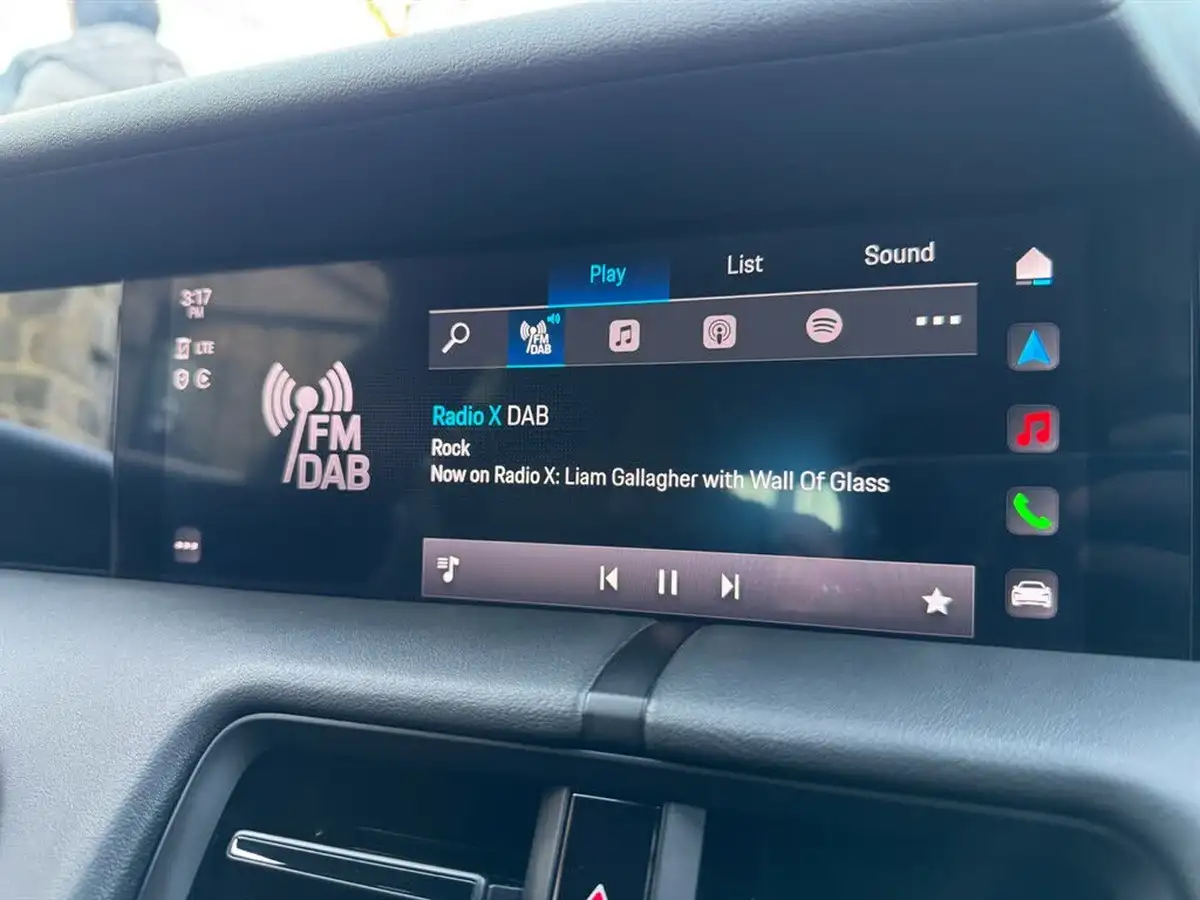 Play
List
Sound
3:17
PM
LTE
FM
DAB
FM
DAB
Radio X DAB
Rock
Now on Radio X: Liam Gallagher with Wall Of Glass